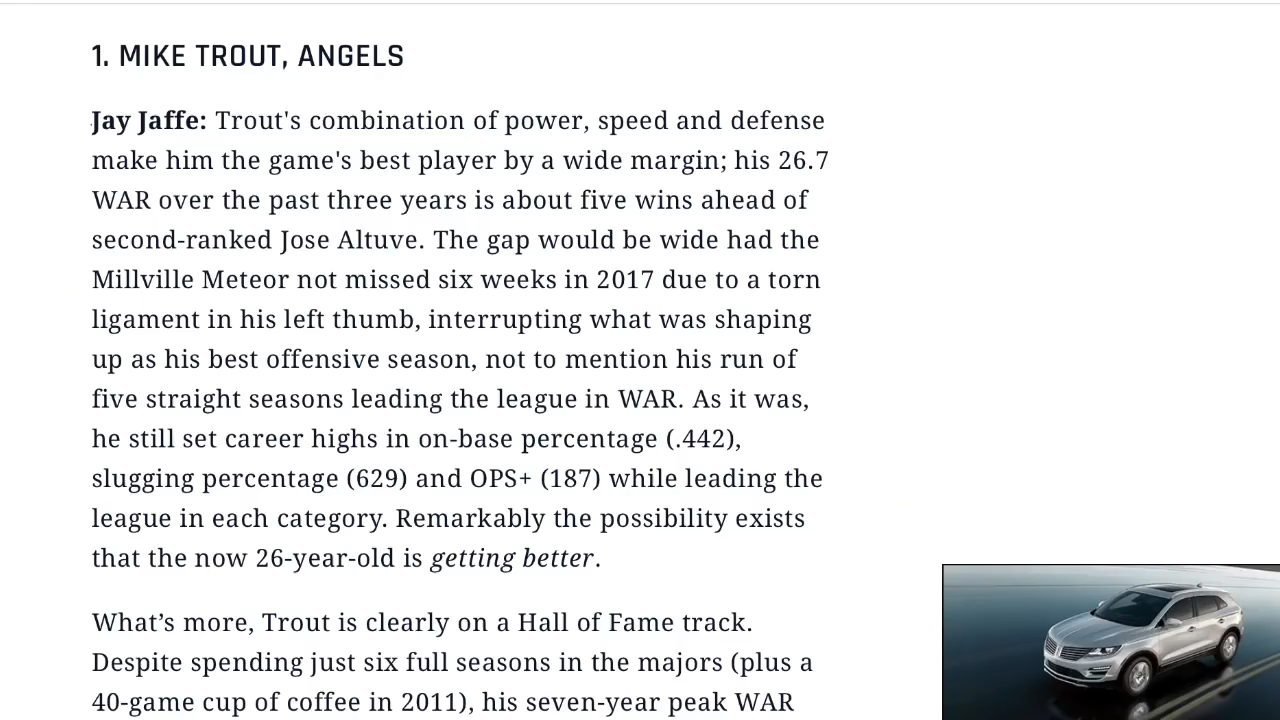 1. MIKE TROUT, ANGELS
Jay Jaffe: Trout's combination of power, speed and defense
make him the game's best player by a wide margin; his 26.7
WAR over the past three years is about five wins ahead of
second-ranked Jose Altuve. The gap would be wide had the
Millville Meteor not missed six weeks in 2017 due to a torn
ligament in his left thumb, interrupting what was shaping
up as his best offensive season, not to mention his run of
five straight seasons leading the league in WAR. As it was,
he still set career highs in on-base percentage (.442),
slugging percentage (629) and OPS+ (187) while leading the
league in each category. Remarkably the possibility exists
that the now 26-year-old is getting better.
What’s more, Trout is clearly on a Hall of Fame track.
Despite spending just six full seasons in the majors (plus a
40-game cup of coffee in 2011), his seven-year peak WAR